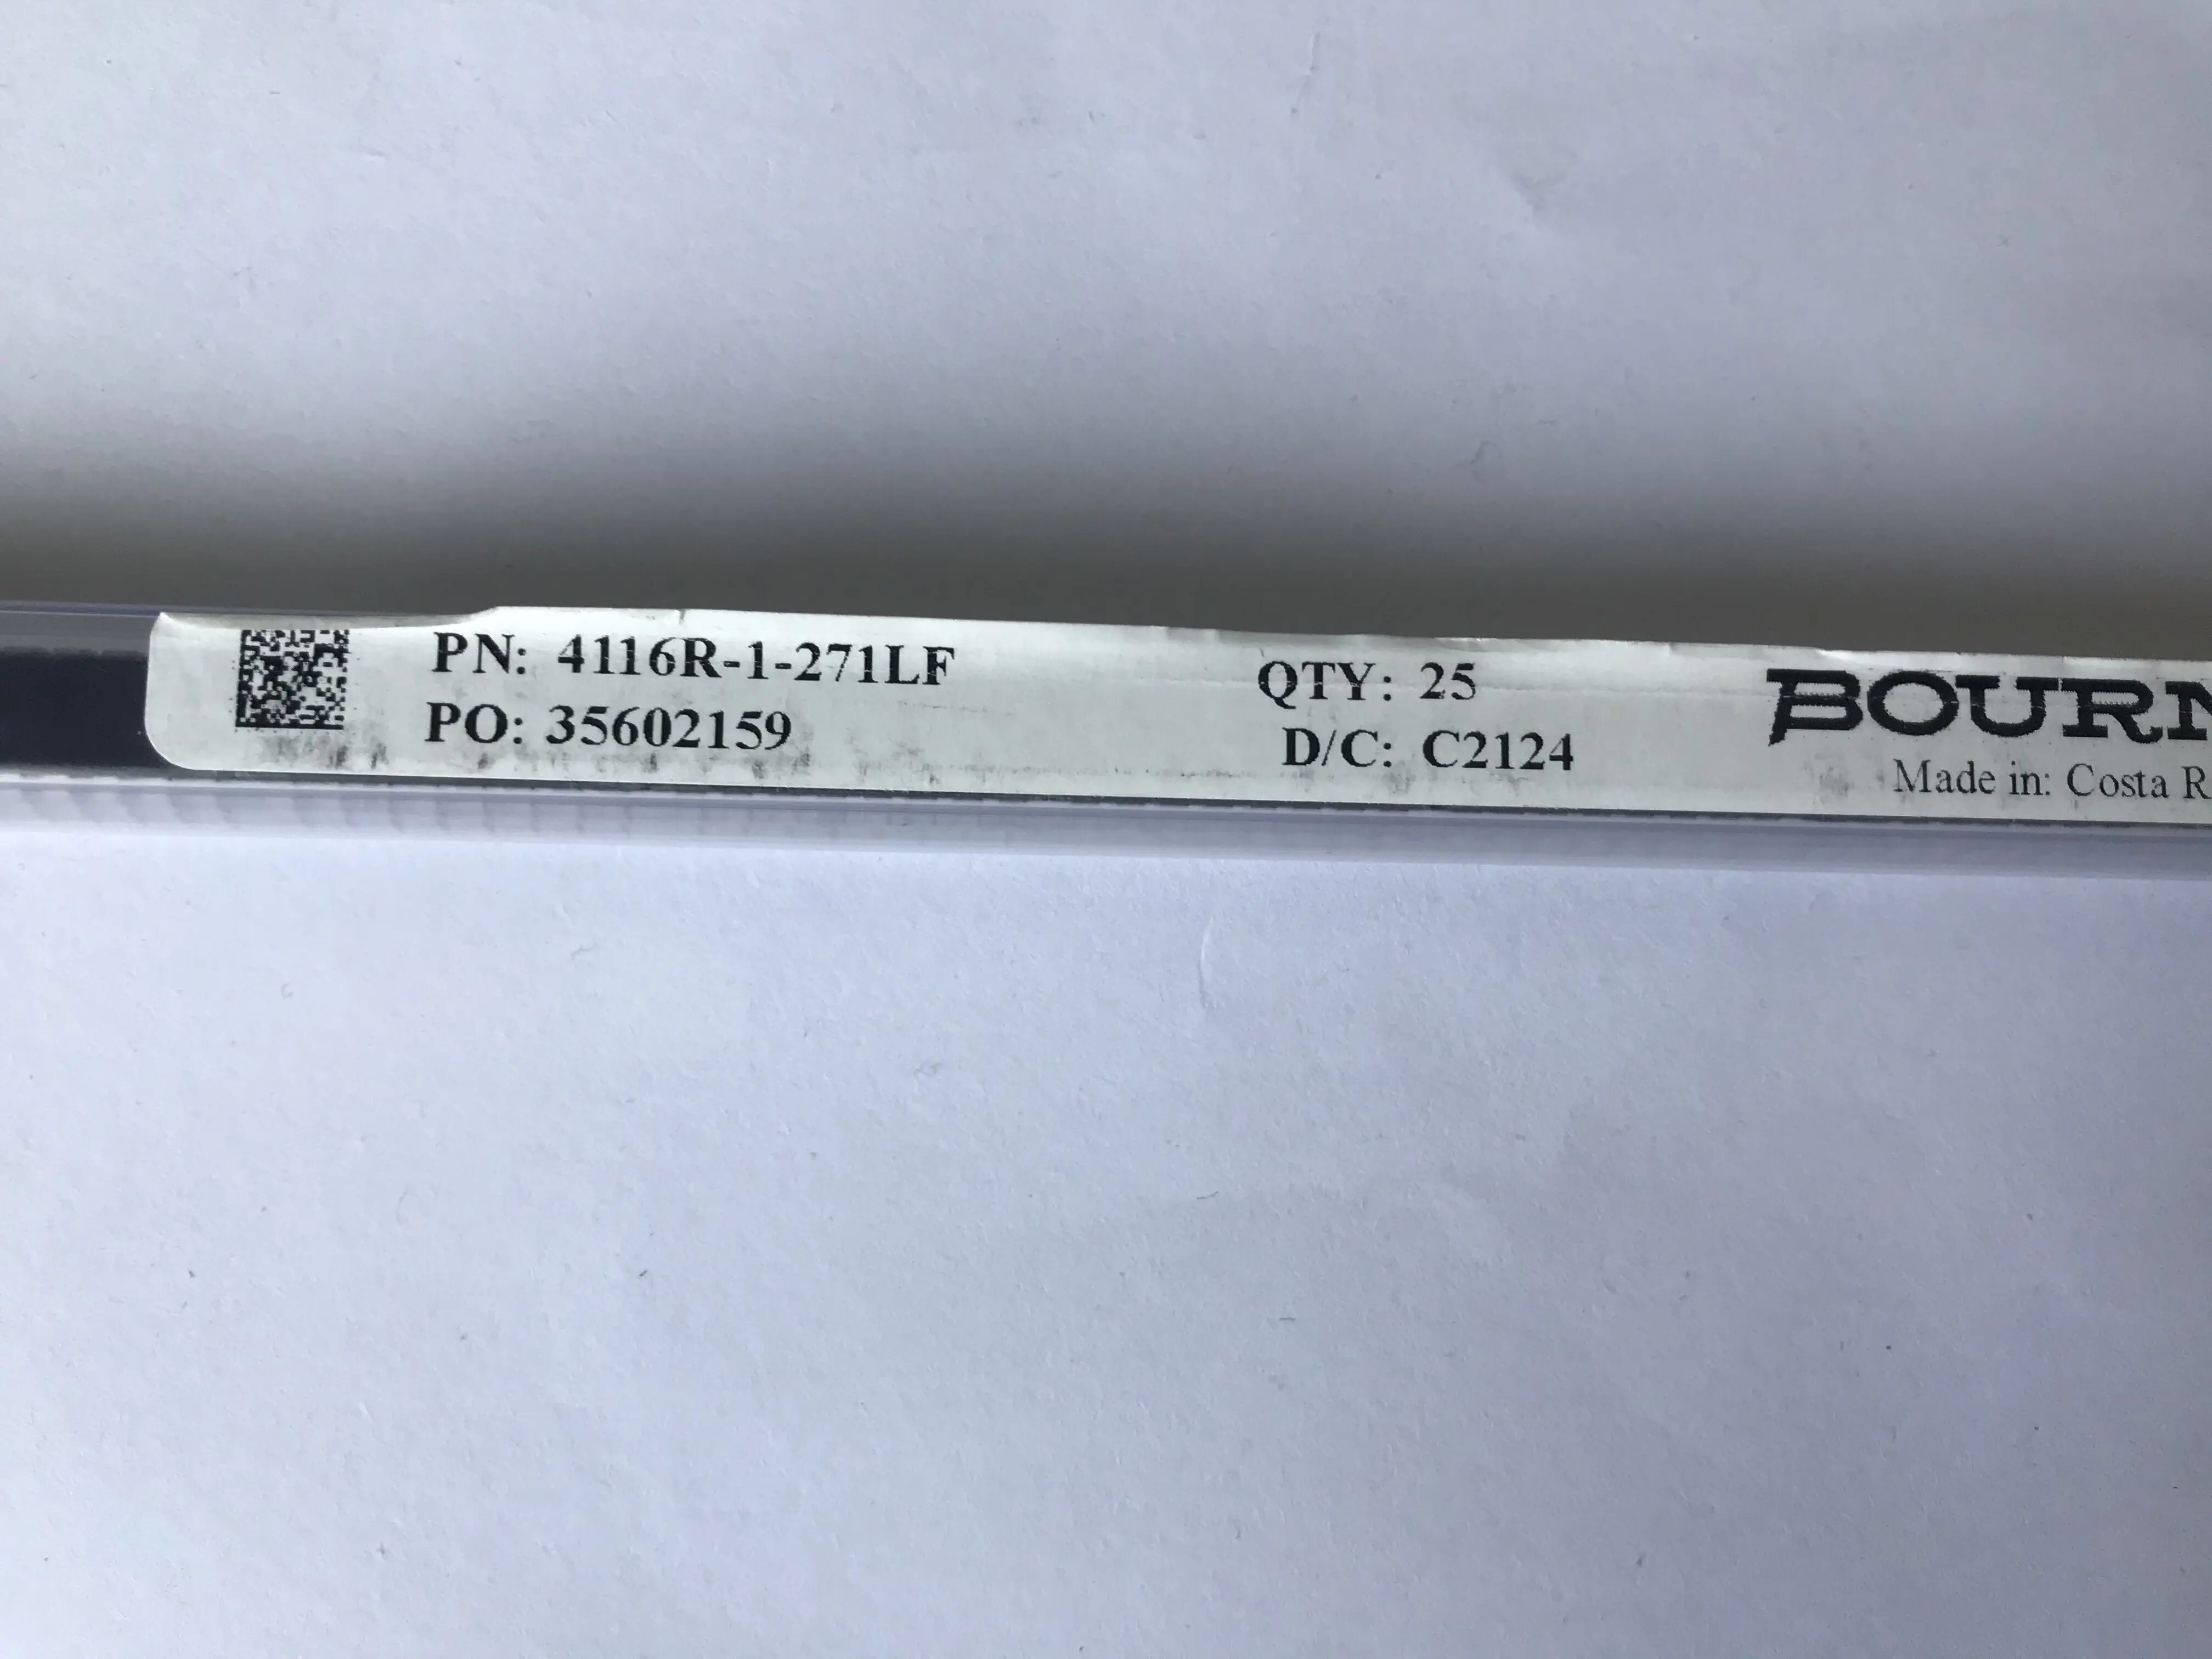 PN: 4116R-1-271LF
PO: 35602159
QTY: 25
D/C: C2124
BOURN
Made in: Costa R